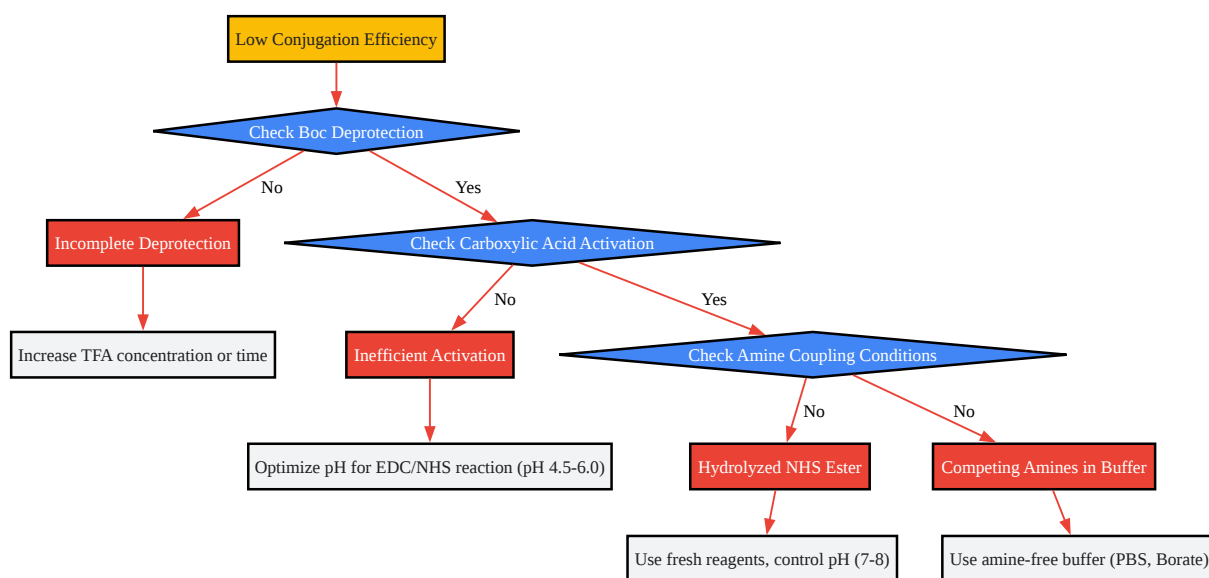 Low Conjugation Efficiency
Check Boc Deprotection
No
Yes
Incomplete Deprotection
Check Carboxylic Acid Activation
Increase TFA concentration or time
No
Yes
Inefficient Activation
Check Amine Coupling Conditions
Optimize pH for EDC/NHS reaction (pH 4.5-6.0)
No
No
Hydrolyzed NHS Ester
Competing Amines in Buffer
Use fresh reagents, control pH (7-8)
Use amine-free buffer (PBS, Borate)